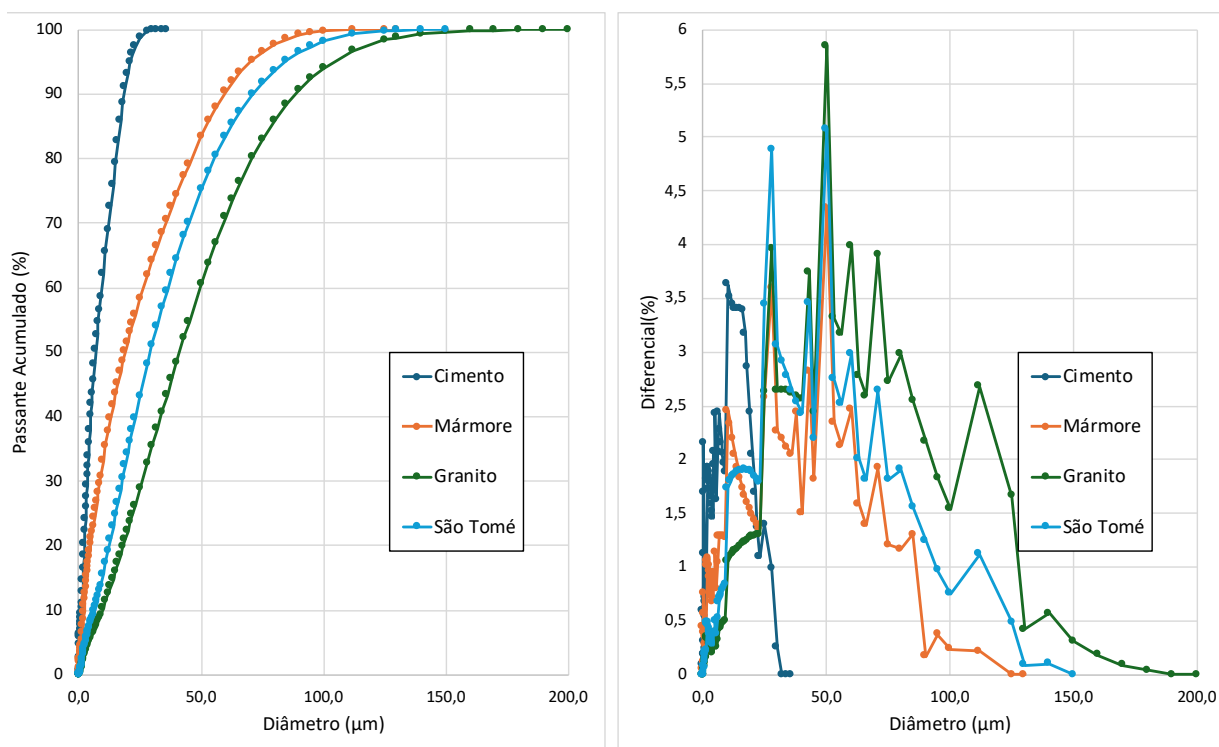 100
90
80
70
60
50
40
30
20
10
0
Passante Acumulado (%)
0,0
50,0
100,0
150,0
200,0
Diâmetro (µm)
Cimento
Mármore
Granito
São Tomé
6
5,5
5
4,5
4
3,5
3
2,5
2
1,5
1
0,5
0
Diferencial(%)
0,0
50,0
100,0
150,0
200,0
Diâmetro (µm)
Cimento
Mármore
Granito
São Tomé